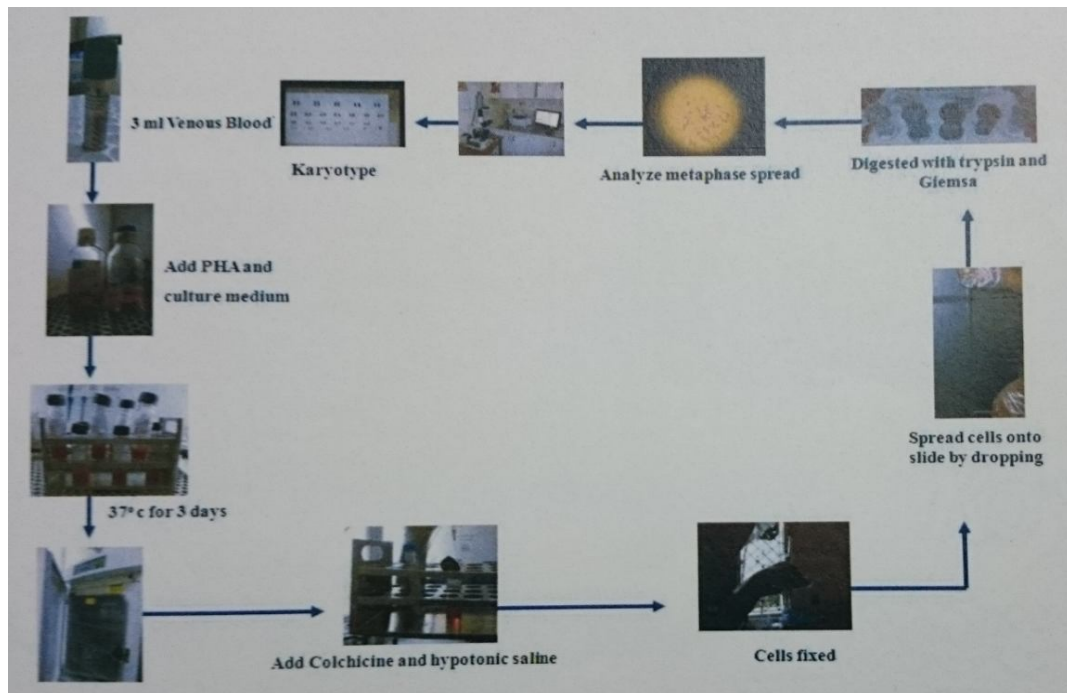 3 ml Venous Blood
Add PHA and
culture medium
37° c for 3 days
Add Colchicine and hypotonic saline
Cells fixed
Spread cells onto
slide by dropping
Digested with trypsin and
Giemsa
Analyze metaphase spread
Karyotype